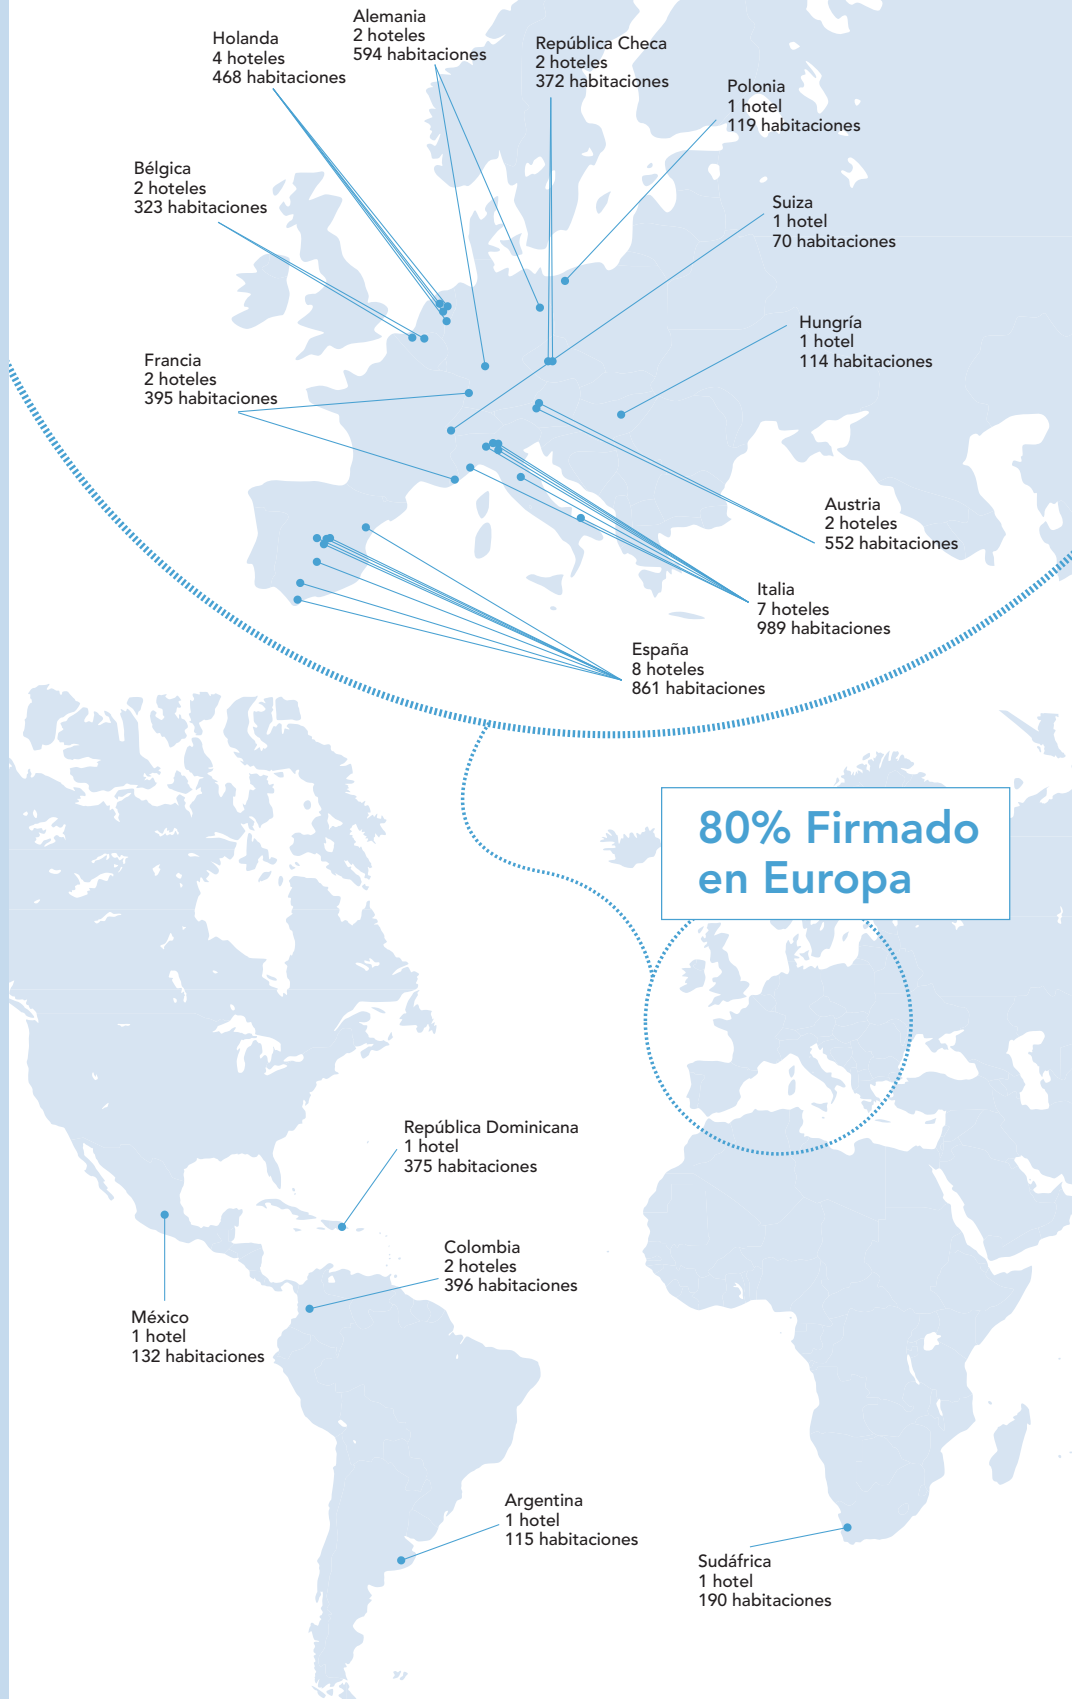 Alemania
2 hoteles
594 habitaciones
Holanda
4 hoteles
468 habitaciones
República Checa
2 hoteles
372 habitaciones
Polonia
1 hotel
119 habitaciones
Bélgica
2 hoteles
323 habitaciones
Suiza
1 hotel
70 habitaciones
Hungría
1 hotel
114 habitaciones
Francia
2 hoteles
395 habitaciones
Austria
2 hoteles
552 habitaciones
Italia
7 hoteles
989 habitaciones
España
8 hoteles
861 habitaciones
80% Firmado
en Europa
República Dominicana
1 hotel
375 habitaciones
Colombia
2 hoteles
396 habitaciones
México
1 hotel
132 habitaciones
Argentina
1 hotel
115 habitaciones
Sudáfrica
1 hotel
190 habitaciones